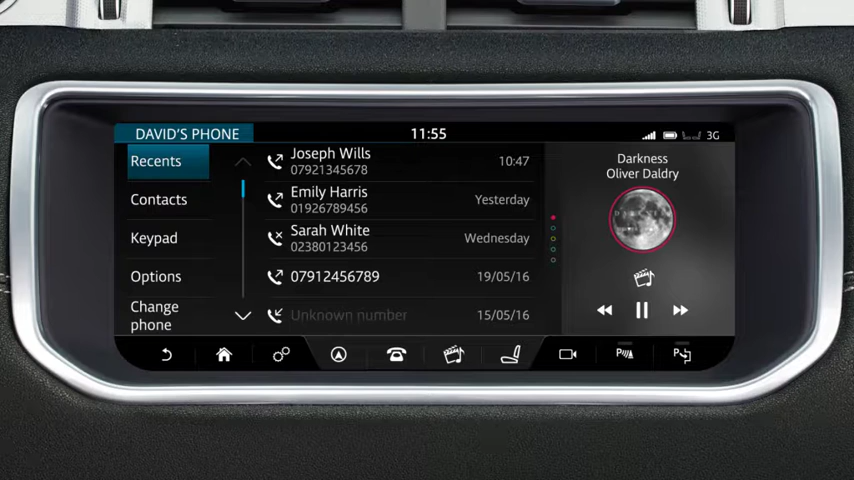 DAVID'S PHONE
11:55
3G
Recents
Contacts
Keypad
Options
Change
phone
Joseph Wills
07921345678
10:47
Emily Harris
01926789456
Yesterday
Sarah White
02380123456
Wednesday
07912456789
19/05/16
Unknown number
15/05/16
Darkness
Oliver Daldry